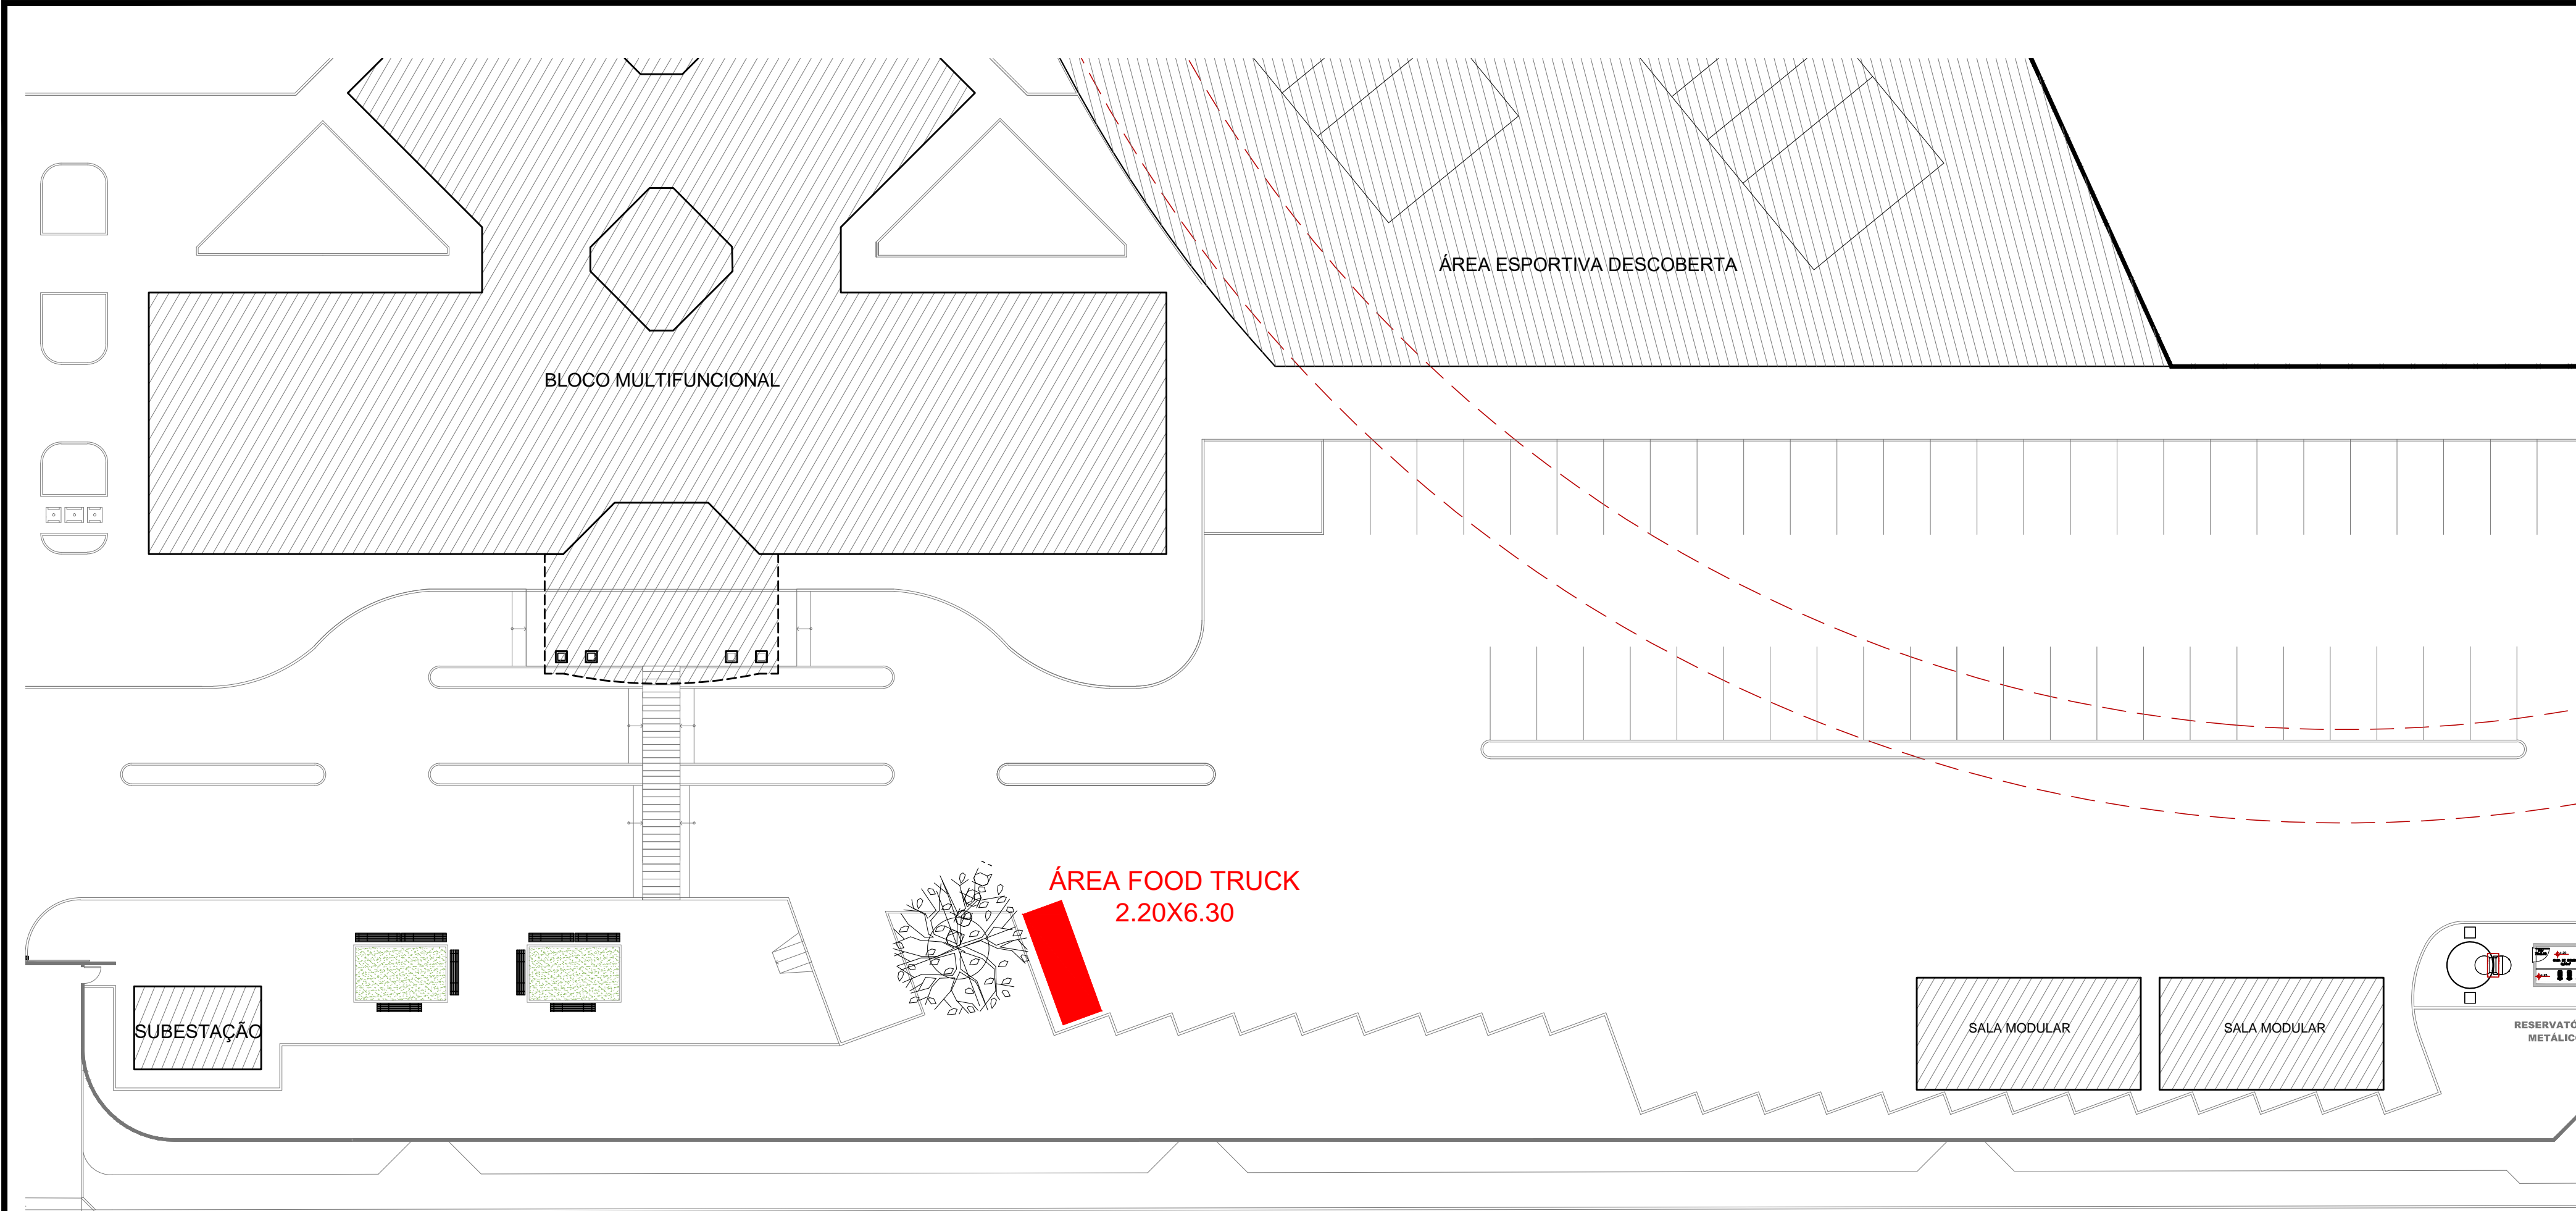 ÁREA ESPORTIVA DESCOBERTA
BLOCO MULTIFUNCIONAL
ÁREA FOOD TRUCK
2.20X6.30
SUBESTAÇÃO
SALA MODULAR
SALA MODULAR